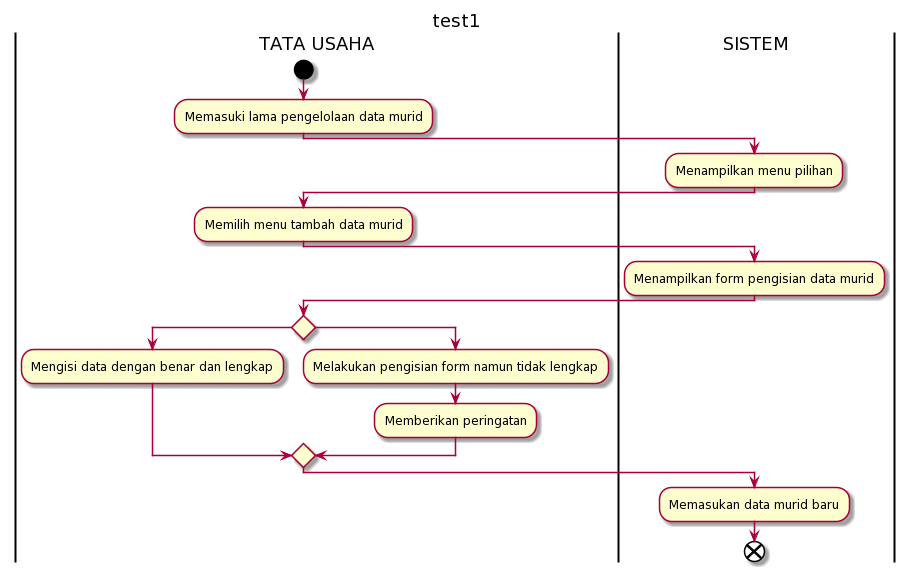 test1
TATA USAHA
SISTEM
Memasuki lama pengelolaan data murid
Menampilkan menu pilihan
Memilih menu tambah data murid
Menampilkan form pengisian data murid
Mengisi data dengan benar dan lengkap
Melakukan pengisian form namun tidak lengkap
Memberikan peringatan
Memasukan data murid baru